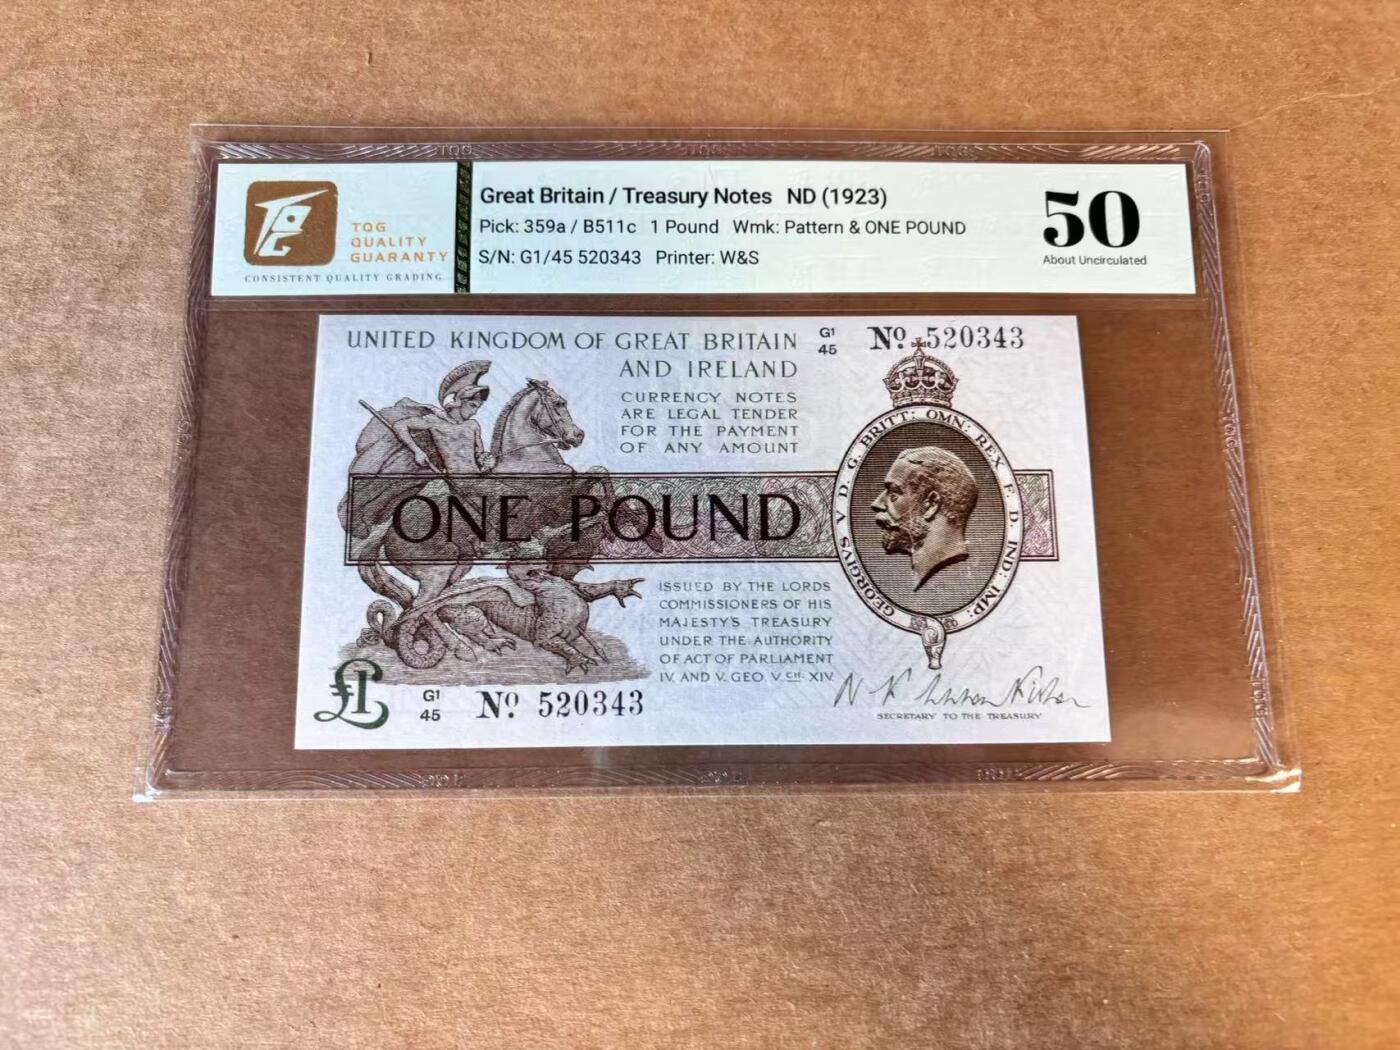 TQG
QUALITY
GUARANTY
CONSISTENT QUALITY GRADING
Great Britain / Treasury Notes ND (1923)
Pick: 359a / B511c 1 Pound Wmk: Pattern & ONE POUND
S/N: G1/45 520343 Printer: W&S
50
About Uncirculated
UNITED KINGDOM OF GREAT BRITAIN
AND IRELAND
G1
45
No 520343
CURRENCY NOTES
ARE LEGAL TENDER
FOR THE PAYMENT
OF ANY AMOUNT
GEORGIVS V D. G. BRITT: OMN: REX F. D. IND: IMP:
ONE POUND
ISSUED BY THE LORDS
COMMISSIONERS OF HIS
MAJESTY'S TREASURY
UNDER THE AUTHORITY
OF ACT OF PARLIAMENT
IV. AND V. GEO. V. CH. XIV.
£1
G1
45
No 520343
SECRETARY TO THE TREASURY